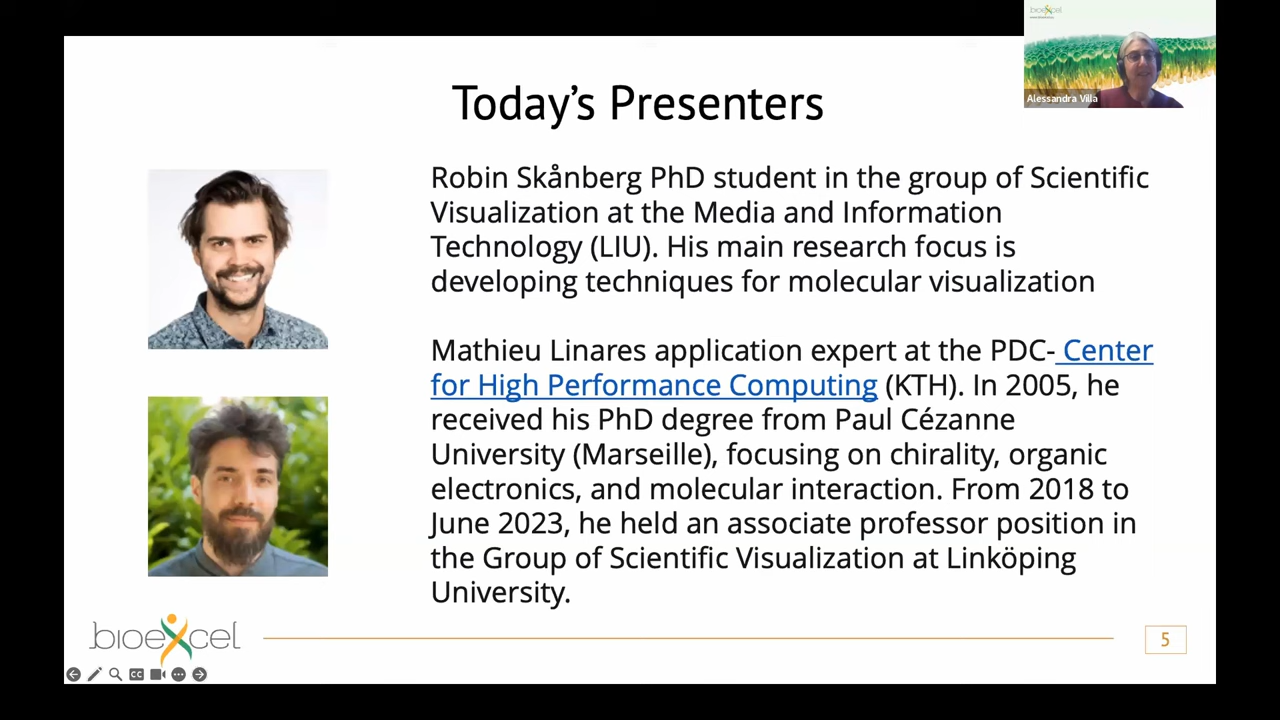 bioexcel
Alessandra Villa
Today's Presenters
Robin Skånberg PhD student in the group of Scientific
Visualization at the Media and Information
Technology (LIU). His main research focus is
developing techniques for molecular visualization
Mathieu Linares application expert at the PDC- Center
for High Performance Computing (KTH). In 2005, he
received his PhD degree from Paul Cézanne
University (Marseille), focusing on chirality, organic
electronics, and molecular interaction. From 2018 to
June 2023, he held an associate professor position in
the Group of Scientific Visualization at Linköping
University.
bioexcel
5
CC